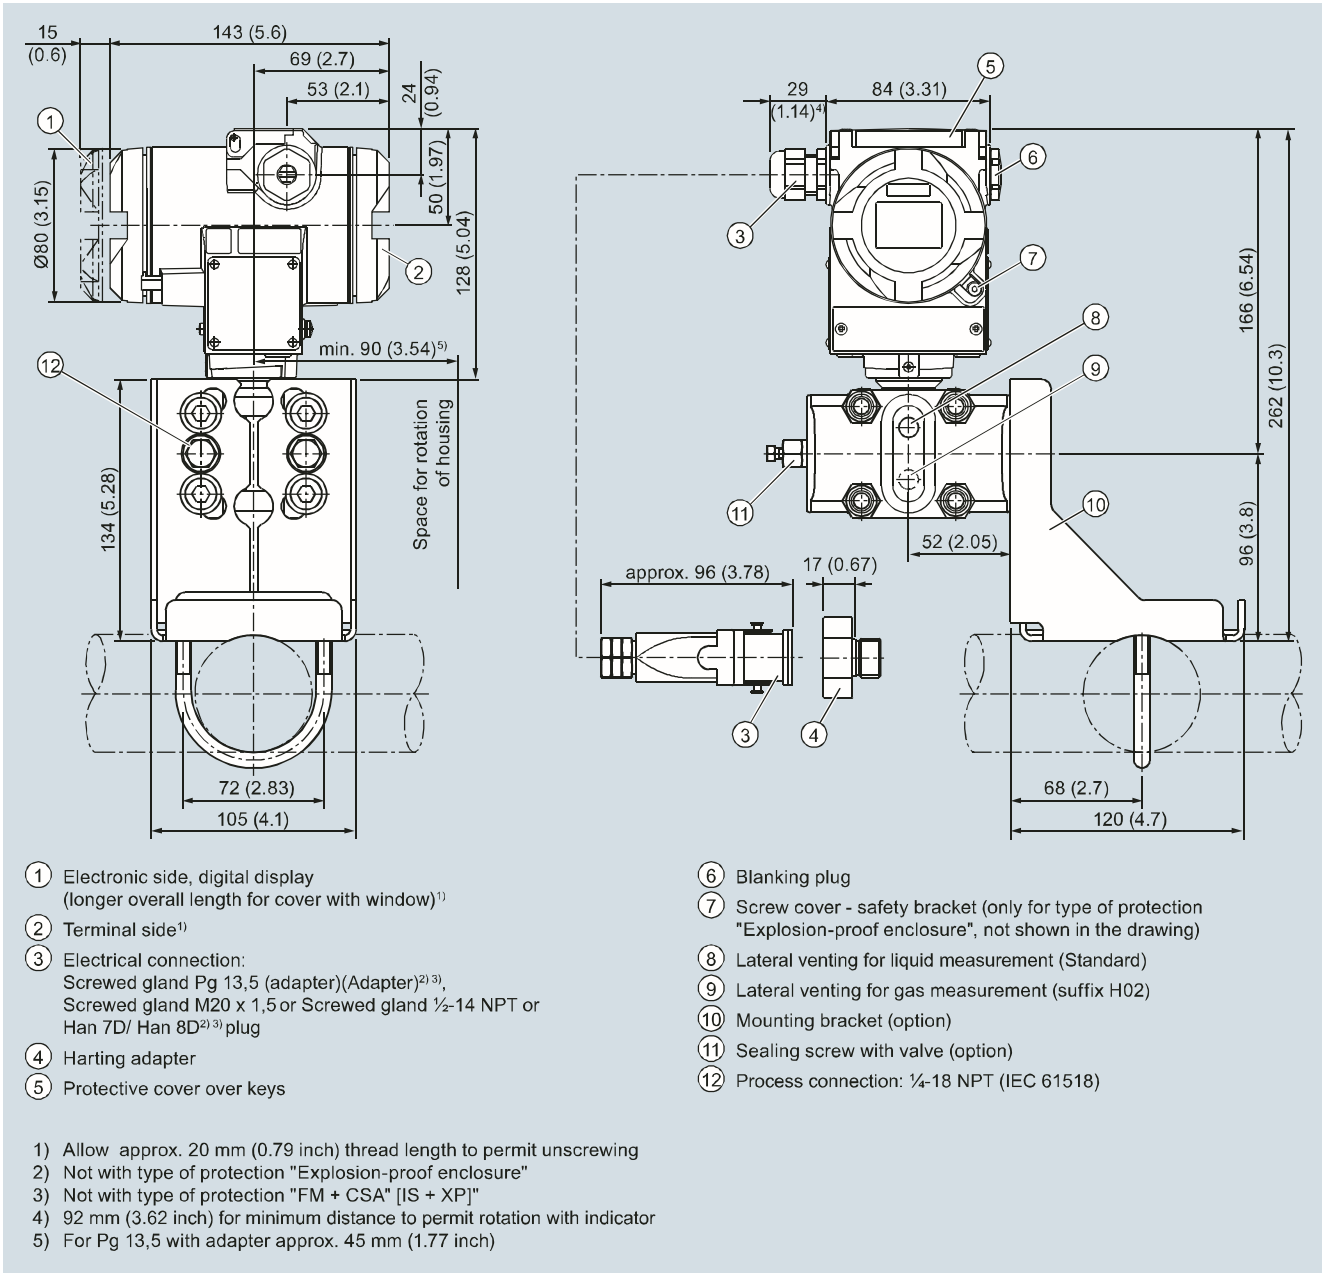 15
(0.6)
143 (5.6)
69 (2.7)
53 (2.1)
24
(0.94)
1
Ø80 (3.15)
50 (1.97)
128 (5.04)
2
min. 90 (3.54)5)
12
134 (5.28)
Space for rotation
of housing
72 (2.83)
105 (4.1)
29
(1.14)4)
84 (3.31)
5
6
3
7
8
9
166 (6.54)
262 (10.3)
11
10
52 (2.05)
96 (3.8)
approx. 96 (3.78)
17 (0.67)
3
4
68 (2.7)
120 (4.7)
1 Electronic side, digital display
(longer overall length for cover with window)1)
2 Terminal side1)
3 Electrical connection:
Screwed gland Pg 13,5 (adapter)(Adapter)2) 3),
Screwed gland M20 x 1,5 or Screwed gland ½-14 NPT or
Han 7D/ Han 8D2) 3) plug
4 Harting adapter
5 Protective cover over keys
6 Blanking plug
7 Screw cover - safety bracket (only for type of protection
"Explosion-proof enclosure", not shown in the drawing)
8 Lateral venting for liquid measurement (Standard)
9 Lateral venting for gas measurement (suffix H02)
10 Mounting bracket (option)
11 Sealing screw with valve (option)
12 Process connection: ¼-18 NPT (IEC 61518)
1) Allow approx. 20 mm (0.79 inch) thread length to permit unscrewing
2) Not with type of protection "Explosion-proof enclosure"
3) Not with type of protection "FM + CSA" [IS + XP]"
4) 92 mm (3.62 inch) for minimum distance to permit rotation with indicator
5) For Pg 13,5 with adapter approx. 45 mm (1.77 inch)